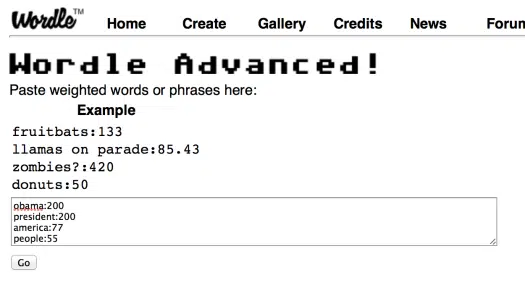 Wordle™
Home Create Gallery Credits News Forum
Wordle Advanced!
Paste weighted words or phrases here:
Example
fruitbats:133
llamas on parade:85.43
zombies?:420
donuts:50
obama:200
president:200
america:77
people:55
Go